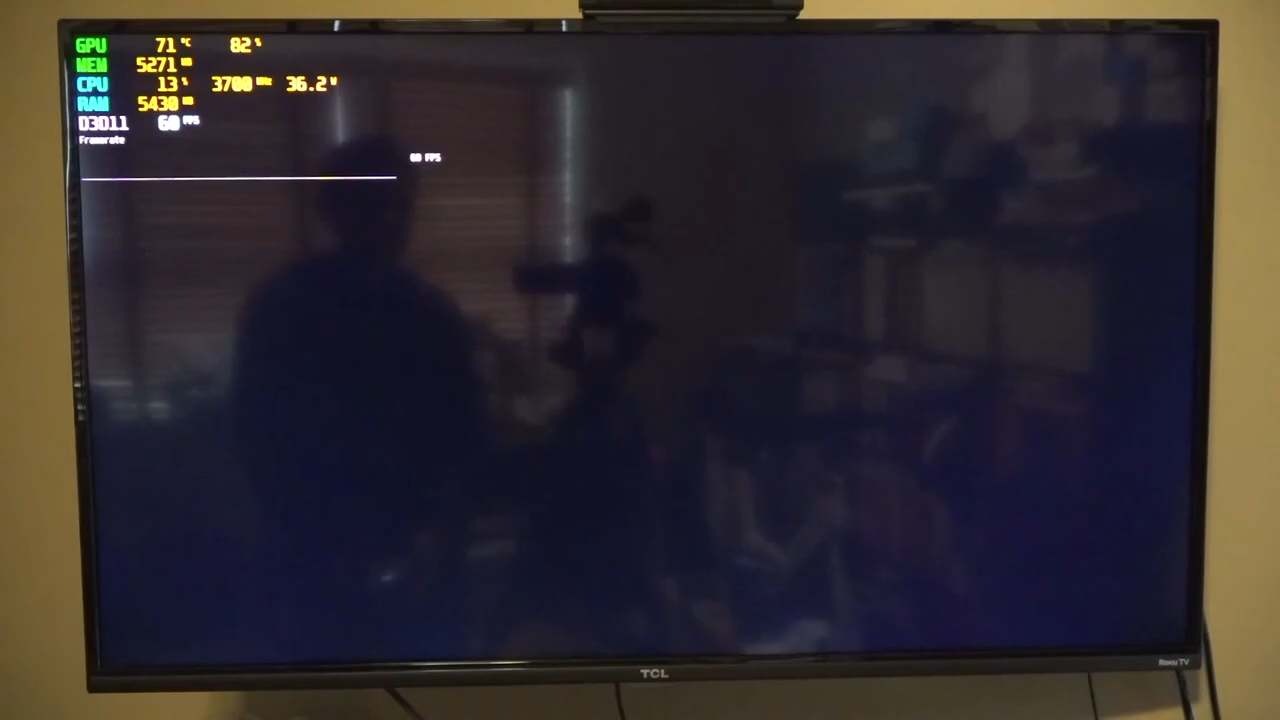 GPU 71 °C 82 %
MEM 5271 MB
CPU 13 % 3700 MHz 36.2 W
RAM 5430 MB
D3D11 60 FPS
Framerate
60 FPS
TCL
Roku TV